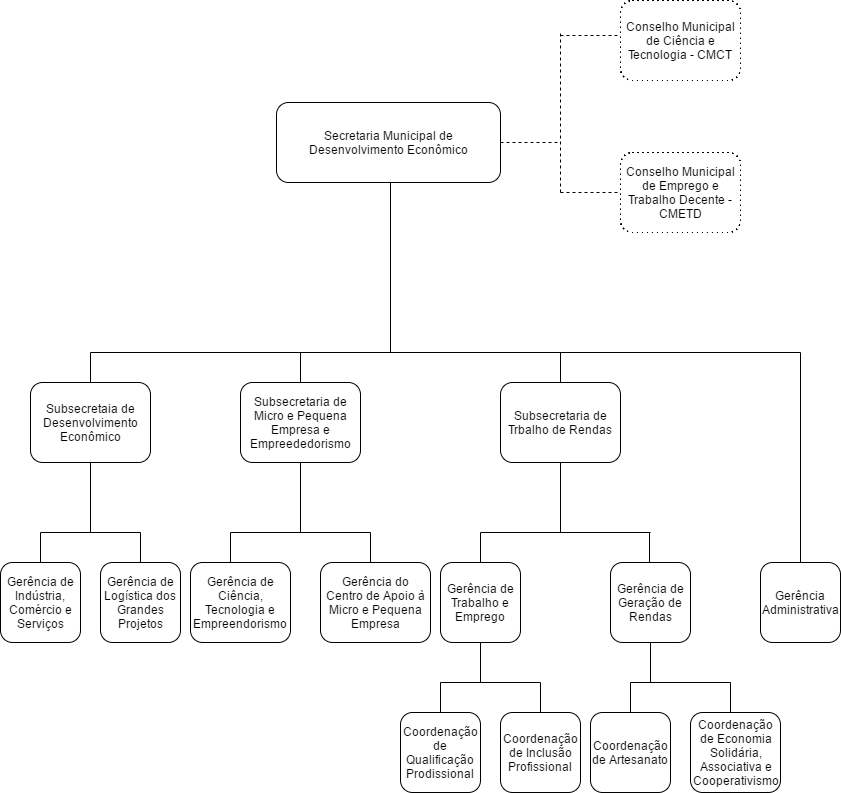 Conselho Municipal
de Ciência e
Tecnologia - CMCT
Secretaria Municipal de
Desenvolvimento Econômico
Conselho Municipal
de Emprego e
Trabalho Decente -
CMETD
Subsecretaia de
Desenvolvimento
Econômico
Subsecretaria de
Micro e Pequena
Empresa e
Empreededorismo
Subsecretaria de
Trbalho de Rendas
Gerência de
Indústria,
Comércio e
Serviços
Gerência de
Logística dos
Grandes
Projetos
Gerência de
Ciência,
Tecnologia e
Empreendorismo
Gerência do
Centro de Apoio à
Micro e Pequena
Empresa
Gerência de
Trabalho e
Emprego
Gerência de
Geração de
Rendas
Gerência
Administrativa
Coordenação
de
Qualificação
Prodissional
Coordenação
de Inclusão
Profissional
Coordenação
de Artesanato
Coordenação
de Economia
Solidária,
Associativa e
Cooperativismo